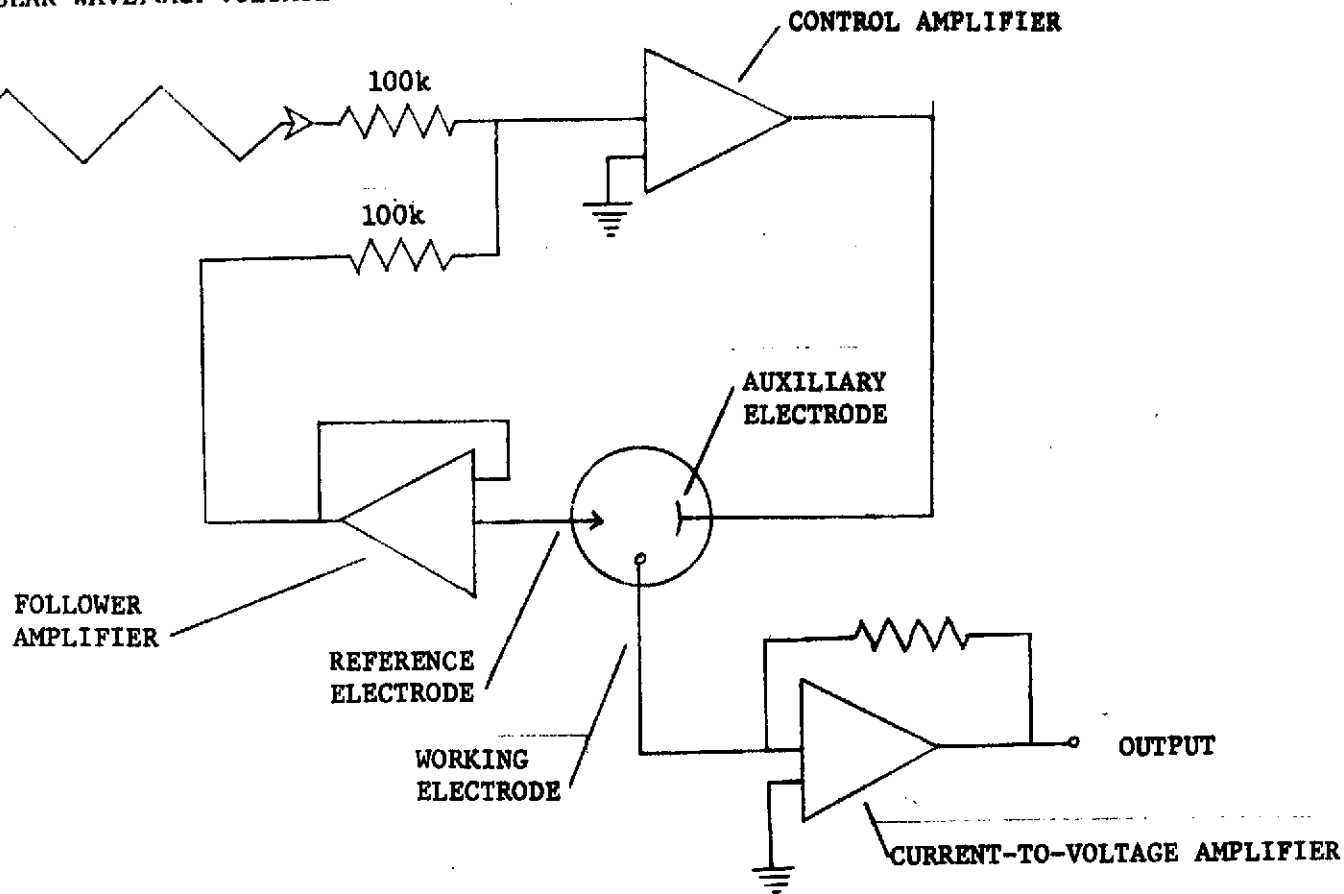 CONTROL AMPLIFIER
100k
100k
AUXILIARY
ELECTRODE
FOLLOWER
AMPLIFIER
REFERENCE
ELECTRODE
WORKING
ELECTRODE
OUTPUT
CURRENT-TO-VOLTAGE AMPLIFIER